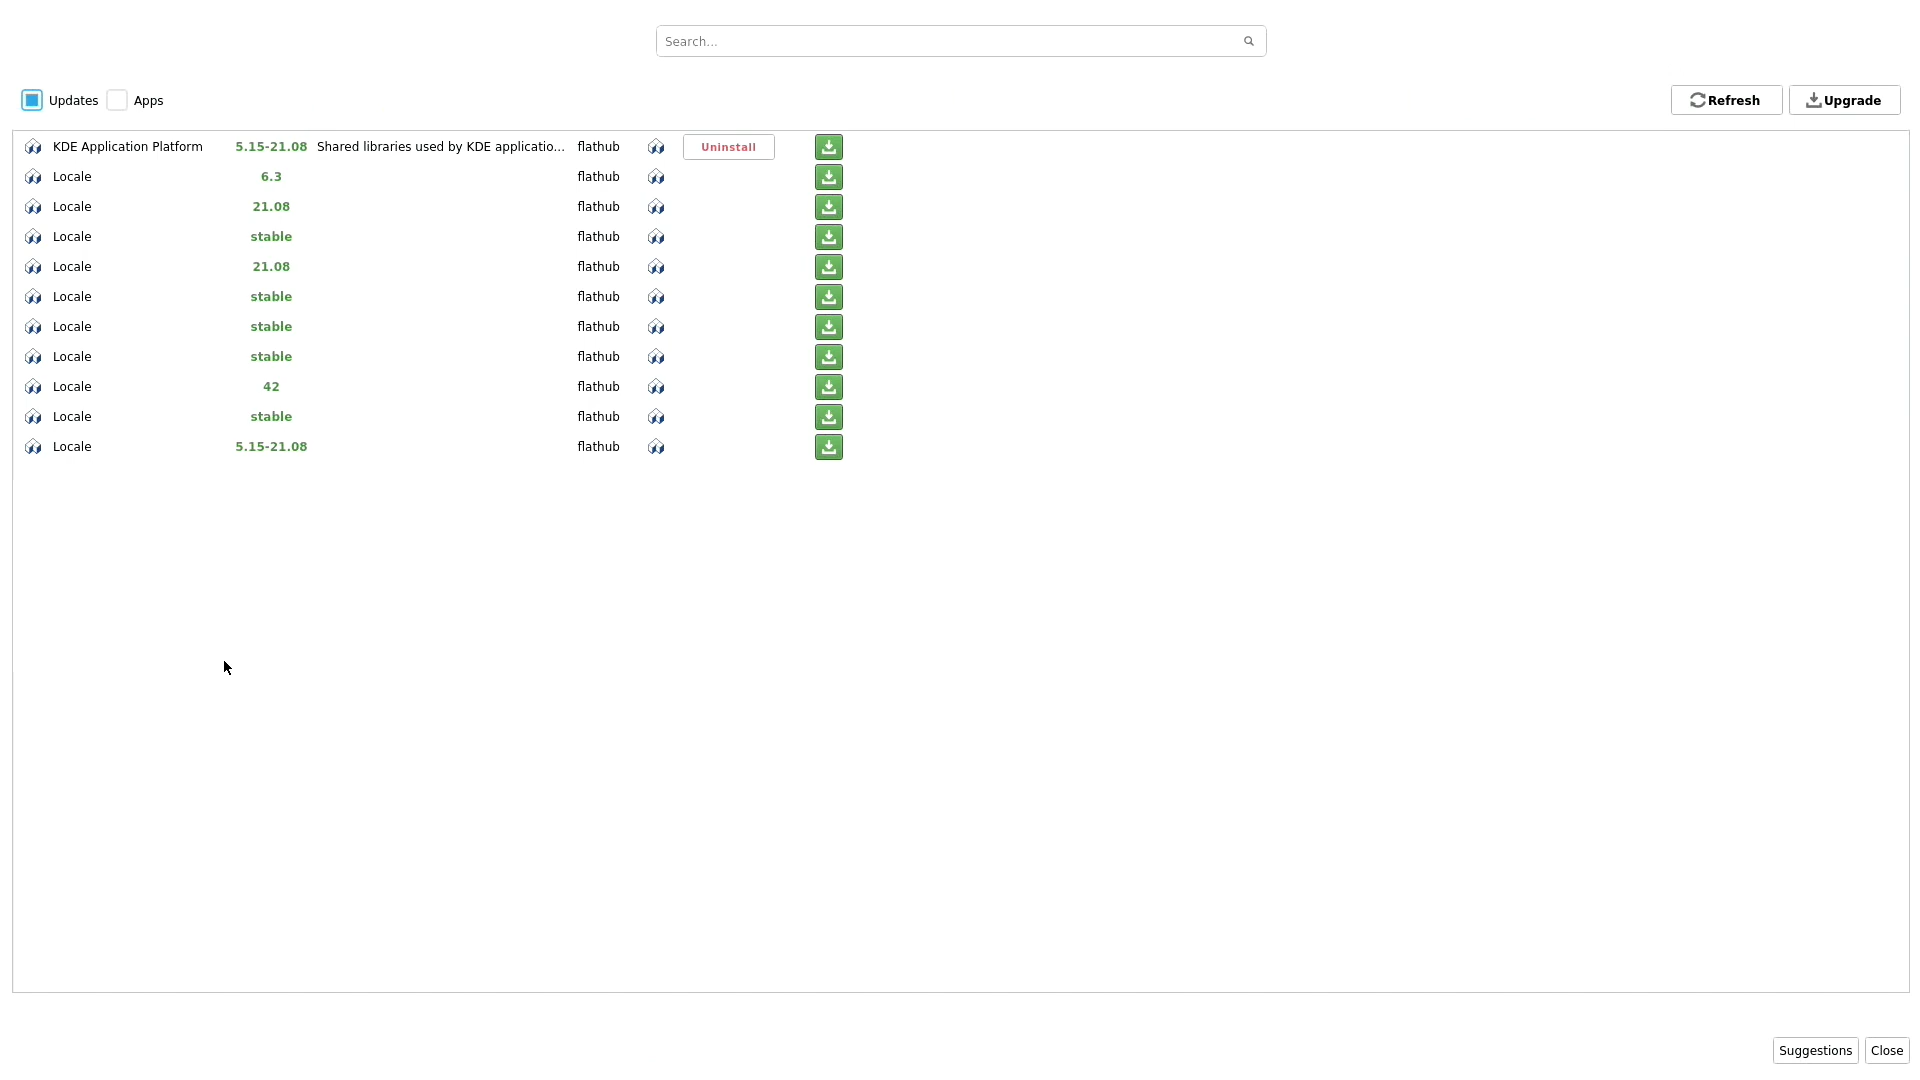 Search...
Updates Apps Refresh Upgrade
KDE Application Platform 5.15-21.08 Shared libraries used by KDE applicatio... flathub Uninstall
Locale 6.3 flathub
Locale 21.08 flathub
Locale stable flathub
Locale 21.08 flathub
Locale stable flathub
Locale stable flathub
Locale stable flathub
Locale 42 flathub
Locale stable flathub
Locale 5.15-21.08 flathub
Suggestions Close